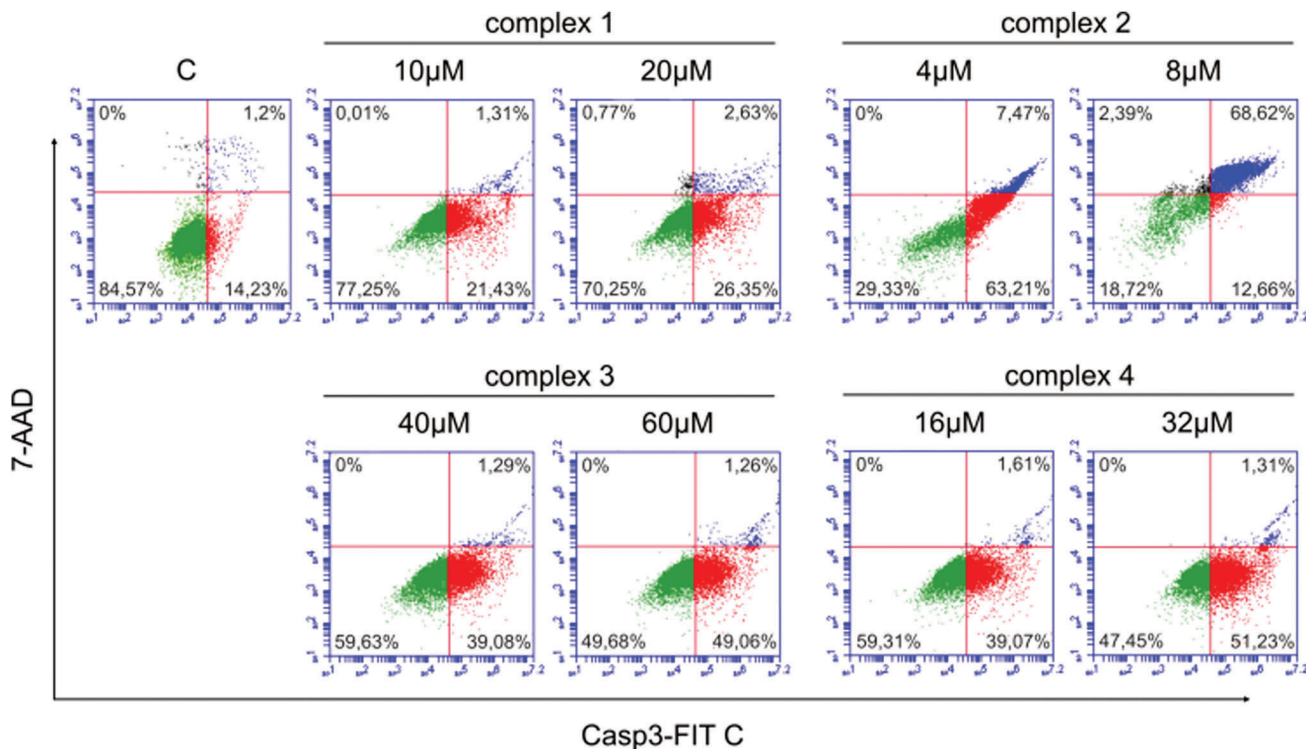 complex 1
complex 2
C
10µM
20µM
4µM
8µM
0%
1,2%
84,57%
14,23%
0,01%
1,31%
77,25%
21,43%
0,77%
2,63%
70,25%
26,35%
0%
7,47%
29,33%
63,21%
2,39%
68,62%
18,72%
12,66%
complex 3
complex 4
40µM
60µM
16µM
32µM
0%
1,29%
59,63%
39,08%
0%
1,26%
49,68%
49,06%
0%
1,61%
59,31%
39,07%
0%
1,31%
47,45%
51,23%
7-AAD
Casp3-FIT C